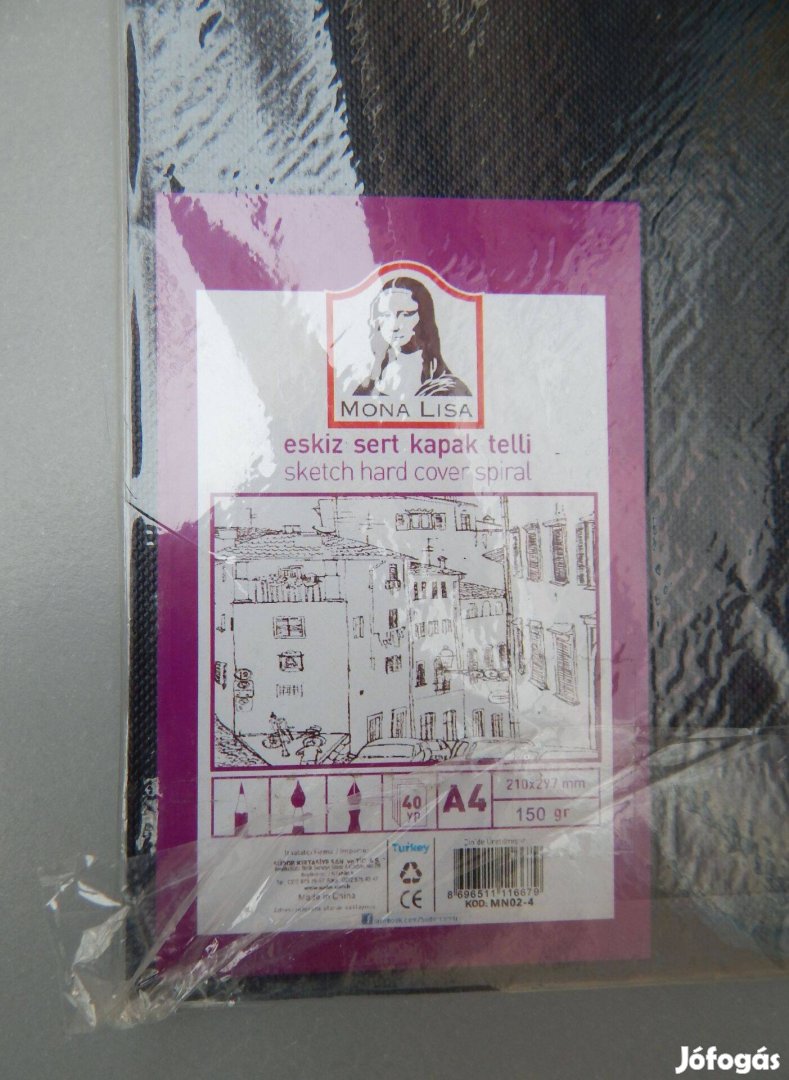 MONA LISA
eskiz sert kapak telli
sketch hard cover spiral
40
yp
A4
210x297 mm
150 gr
Turkey
Made in China
CE
8 696511 116679
KOD: MN02-4
Jófogás